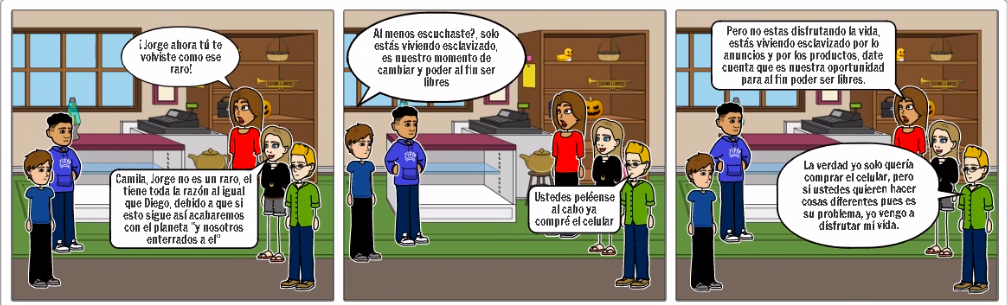 ¡Jorge ahora tú te
volviste como ese
raro!
Camila, Jorge no es un raro, el
tiene toda la razón al igual
que Diego, debido a que si
esto sigue así acabaremos
con el planeta "y nosotros
enterrados a el"
Al menos escuchaste?, solo
estás viviendo esclavizado,
es nuestro momento de
cambiar y poder al fin ser
libres
Ustedes peléense
al cabo ya
compré el celular
Pero no estas disfrutando la vida,
estás viviendo esclavizado por lo
anuncios y por los productos, date
cuenta que es nuestra oportunidad
para al fin poder ser libres.
La verdad yo solo quería
comprar el celular, pero
si ustedes quieren hacer
cosas diferentes pues es
su problema, yo vengo a
disfrutar mi vida.